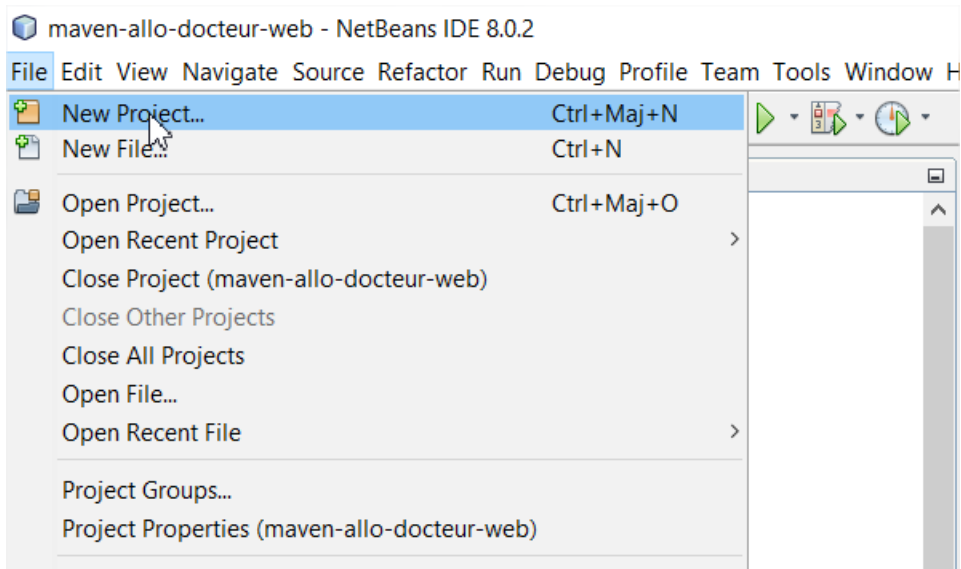 maven-allo-docteur-web - NetBeans IDE 8.0.2
File Edit View Navigate Source Refactor Run Debug Profile Team Tools Window H
New Project... Ctrl+Maj+N
New File... Ctrl+N
Open Project... Ctrl+Maj+O
Open Recent Project
Close Project (maven-allo-docteur-web)
Close Other Projects
Close All Projects
Open File...
Open Recent File
Project Groups...
Project Properties (maven-allo-docteur-web)